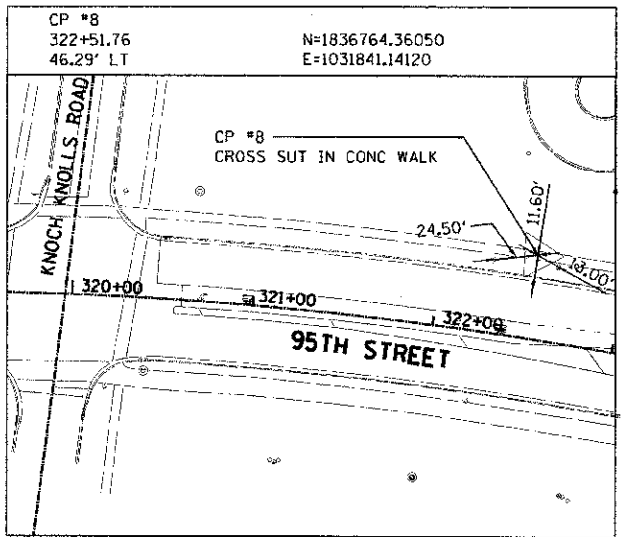 CP #8
322+51.76
46.29' LT
N=1836764.36050
E=1031841.14120
KNOCH KNOLLS ROAD
CP #8
CROSS SUT IN CONC WALK
24.50'
11.60'
13.00'
320+00
321+00
322+00
95TH STREET